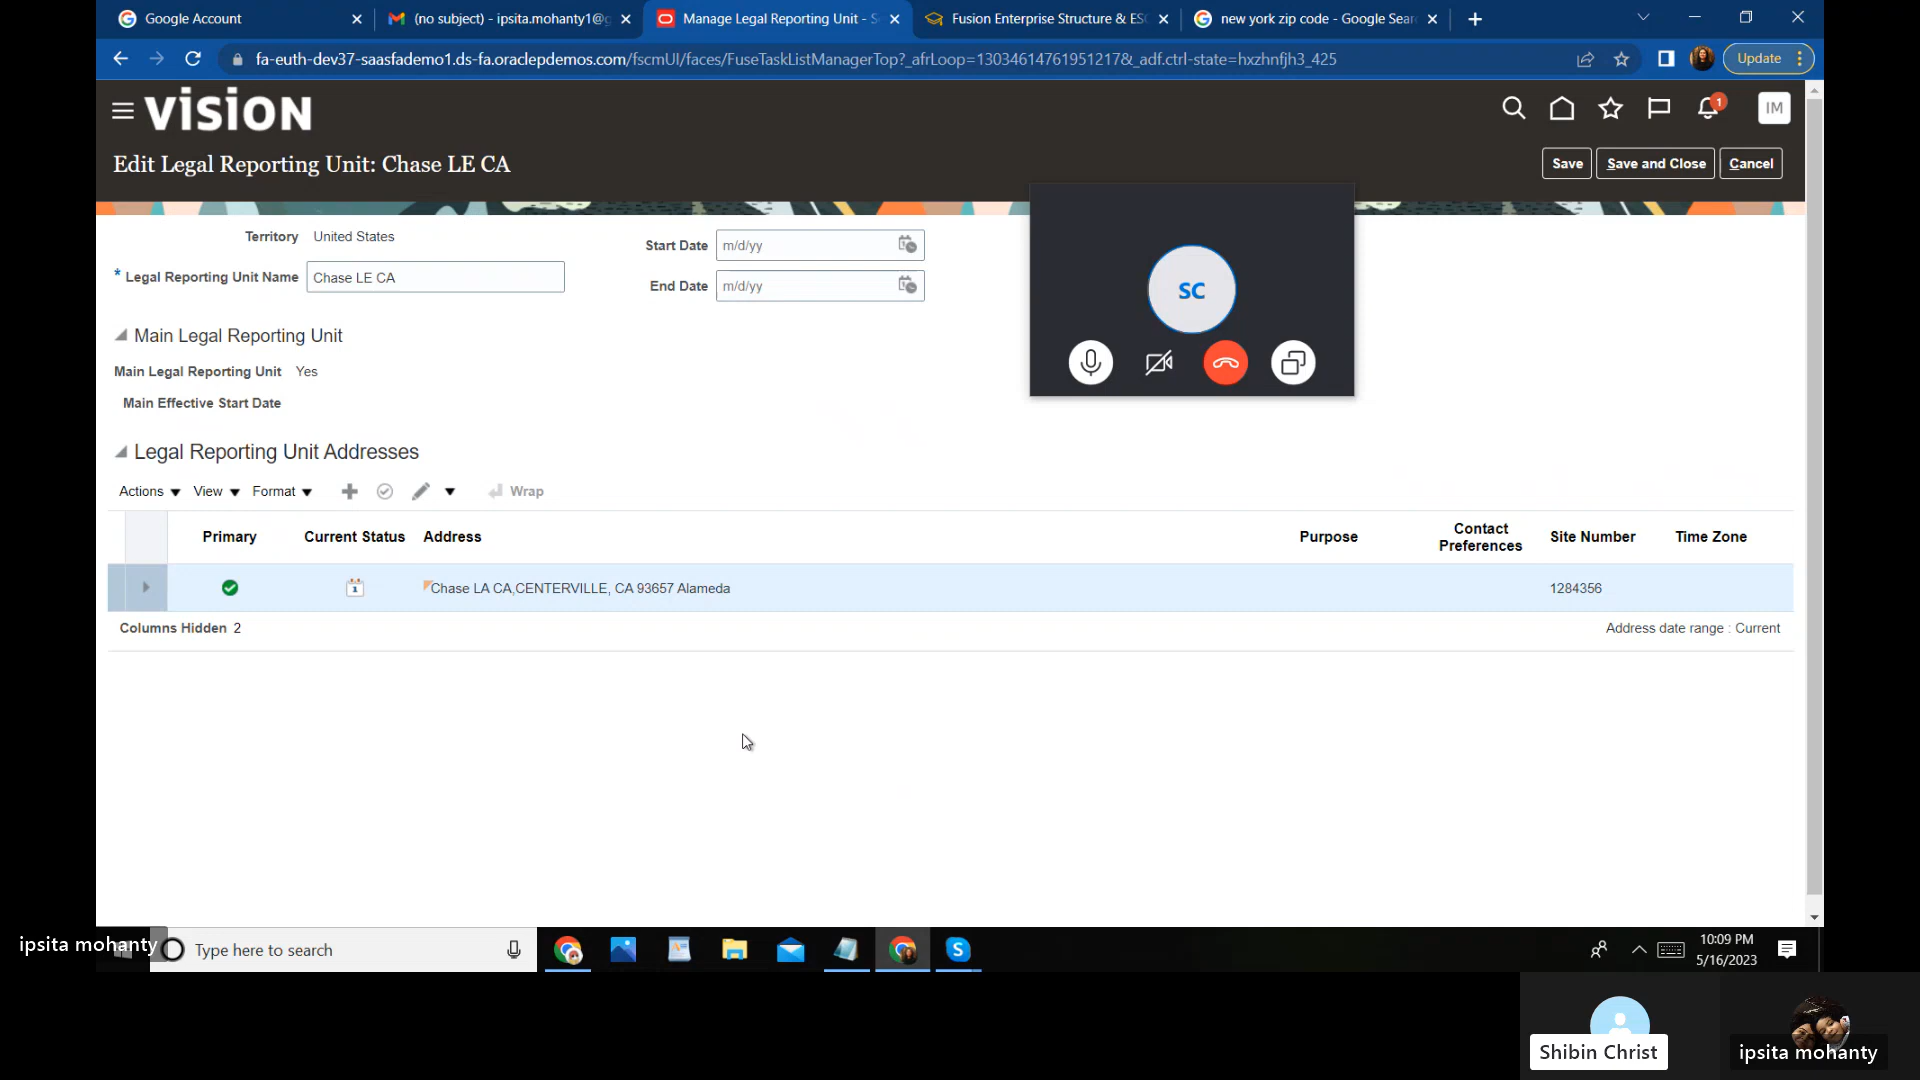 Google Account
(no subject) - ipsita.mohanty1@g
Manage Legal Reporting Unit - S
Fusion Enterprise Structure & ESC
new york zip code - Google Sear
fa-euth-dev37-saasfademo1.ds-fa.oraclepdemos.com/fscmUI/faces/FuseTaskListManagerTop?_afrLoop=13034614761951217&_adf.ctrl-state=hxzhnfjh3_425
Update
VISION
1
IM
Edit Legal Reporting Unit: Chase LE CA
Save
Save and Close
Cancel
Territory United States
Start Date m/d/yy
* Legal Reporting Unit Name Chase LE CA
End Date m/d/yy
SC
Main Legal Reporting Unit
Main Legal Reporting Unit Yes
Main Effective Start Date
Legal Reporting Unit Addresses
Actions View Format Wrap
Primary Current Status Address Purpose Contact Preferences Site Number Time Zone
1 Chase LA CA,CENTERVILLE, CA 93657 Alameda 1284356
Columns Hidden 2
Address date range : Current
ipsita mohanty
Type here to search
10:09 PM
5/16/2023
Shibin Christ
ipsita mohanty